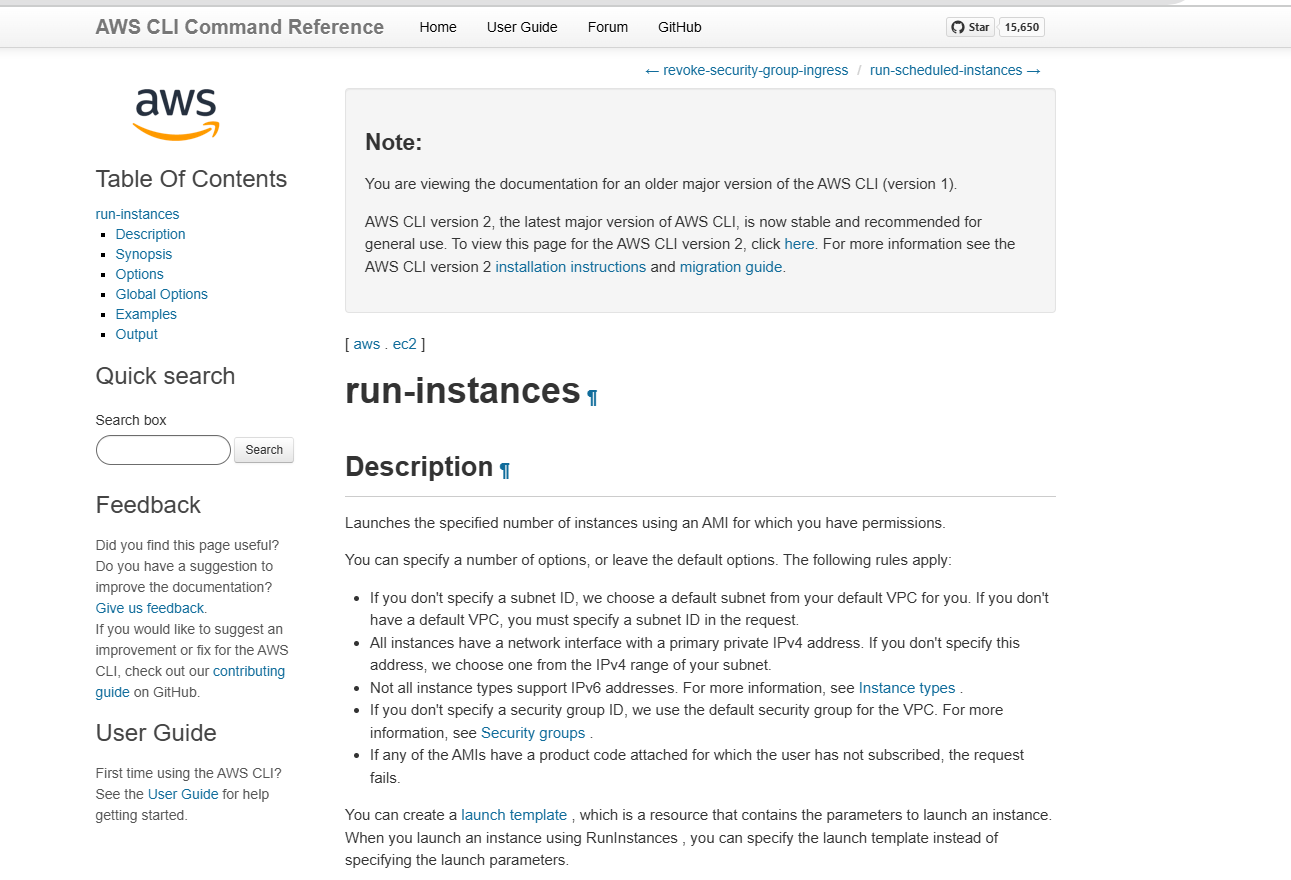 AWS CLI Command Reference Home User Guide Forum GitHub Star 15,650
← revoke-security-group-ingress / run-scheduled-instances →
aws
Table Of Contents
run-instances
Description
Synopsis
Options
Global Options
Examples
Output
Quick search
Search box
Search
Feedback
Did you find this page useful?
Do you have a suggestion to
improve the documentation?
Give us feedback.
If you would like to suggest an
improvement or fix for the AWS
CLI, check out our contributing
guide on GitHub.
User Guide
First time using the AWS CLI?
See the User Guide for help
getting started.
Note:
You are viewing the documentation for an older major version of the AWS CLI (version 1).
AWS CLI version 2, the latest major version of AWS CLI, is now stable and recommended for
general use. To view this page for the AWS CLI version 2, click here. For more information see the
AWS CLI version 2 installation instructions and migration guide.
[ aws . ec2 ]
run-instances ¶
Description ¶
Launches the specified number of instances using an AMI for which you have permissions.
You can specify a number of options, or leave the default options. The following rules apply:
• If you don't specify a subnet ID, we choose a default subnet from your default VPC for you. If you don't
have a default VPC, you must specify a subnet ID in the request.
• All instances have a network interface with a primary private IPv4 address. If you don't specify this
address, we choose one from the IPv4 range of your subnet.
• Not all instance types support IPv6 addresses. For more information, see Instance types .
• If you don't specify a security group ID, we use the default security group for the VPC. For more
information, see Security groups .
• If any of the AMIs have a product code attached for which the user has not subscribed, the request
fails.
You can create a launch template , which is a resource that contains the parameters to launch an instance.
When you launch an instance using RunInstances , you can specify the launch template instead of
specifying the launch parameters.